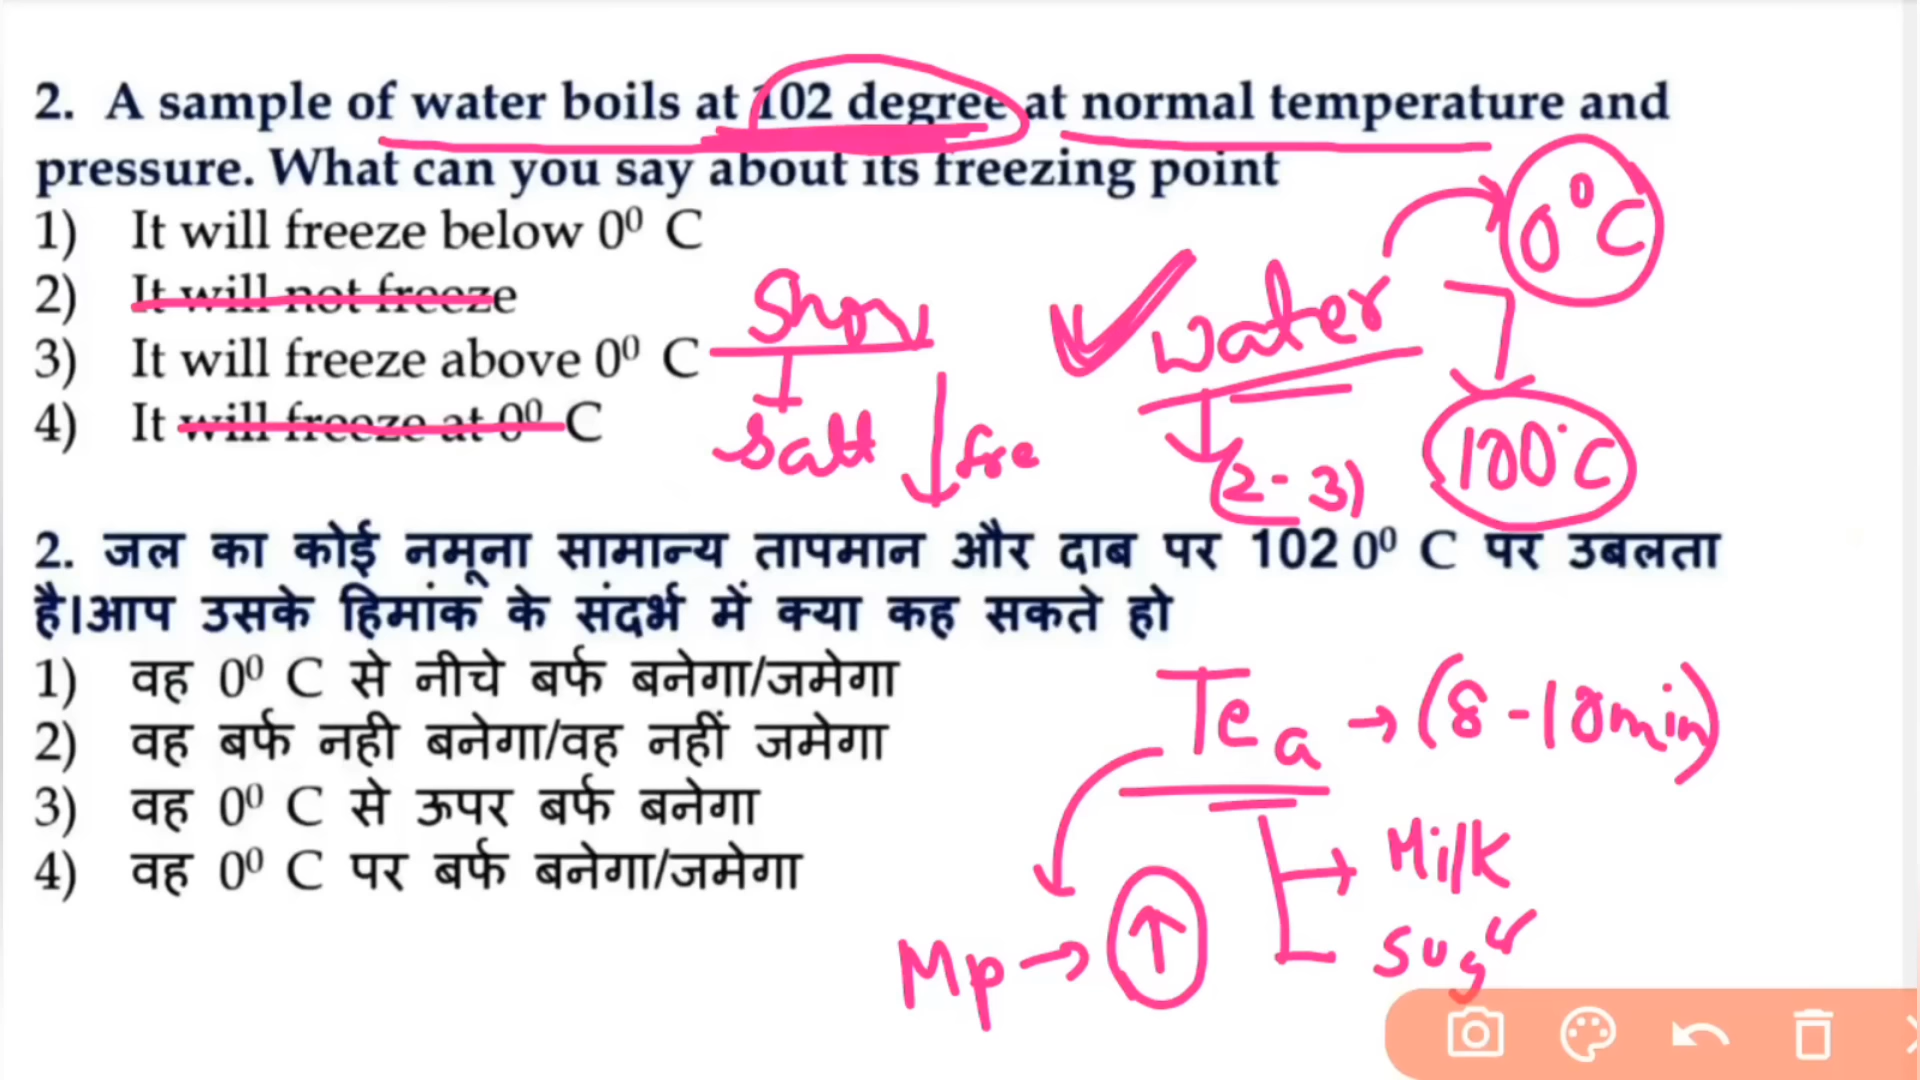 2. A sample of water boils at 102 degree at normal temperature and
pressure. What can you say about its freezing point
1) It will freeze below 0⁰ C
2) It will not freeze
3) It will freeze above 0⁰ C
4) It will freeze at 0⁰ C
0°C
water
salt
fre
(2-3)
100°C
2. जल का कोई नमूना सामान्य तापमान और दाब पर 102 0⁰ C पर उबलता
है।आप उसके हिमांक के संदर्भ में क्या कह सकते हो
1) वह 0⁰ C से नीचे बर्फ बनेगा/जमेगा
2) वह बर्फ नही बनेगा/वह नहीं जमेगा
3) वह 0⁰ C से ऊपर बर्फ बनेगा
4) वह 0⁰ C पर बर्फ बनेगा/जमेगा
Tea → (8-10min)
Milk
Mp →↑